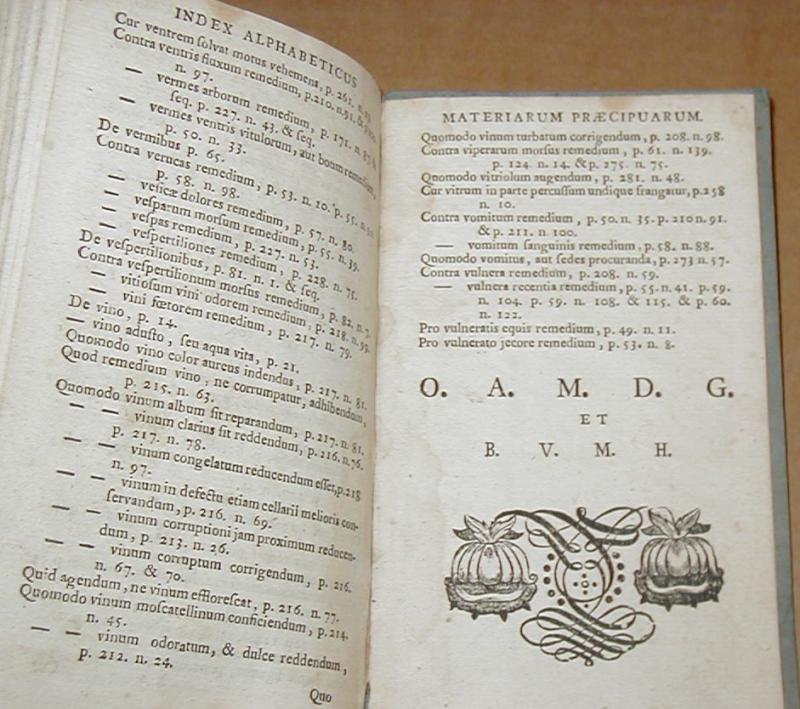 INDEX ALPHABETICUS
Cur ventrem solvat motus vehemens, p. 261. n.
Contra ventris fluxum remedium, p. 210. n. 91. &
n. 97.
— vermes arborum remedium, p. 171. n.
seq. p. 227. n. 43. & seq.
— vermes ventris vitulorum, aut boum remedium,
p. 50. n. 33.
De vermibus p. 65.
Contra verucas remedium, p. 53. n. 10. p. 55. n.
p. 58. n. 98.
— vesicæ dolores remedium, p. 57. n. 80.
— vesparum morsum remedium, p. 55. n. 39.
— vespas remedium, p. 227. n. 53.
— vespertiliones remedium, p. 228. n. 75.
De vespertilionibus, p. 81. n. 1. & seq.
Contra vespertilionum morsus remedium, p. 82. n. 7.
— vitiosum vini odorem remedium, p. 218. n. 99.
— vini fœtorem remedium, p. 217. n. 79.
De vino, p. 14.
— vino adusto, seu aqua vita, p. 21.
Quomodo vino color aureus indendus, p. 217. n. 81.
Quod remedium vino, ne corrumpatur, adhibendum,
p. 215. n. 63.
Quomodo vinum album sit reparandum, p. 217. n. 81.
— — vinum clarius sit reddendum, p. 216. n. 76.
p. 217. n. 78.
— — vinum congelatum reducendum esset, p. 218
n. 97.
— — vinum in defectu etiam cellarii melioris con-
servandum, p. 216. n. 69.
— — vinum corruptioni jam proximum reducen-
dum, p. 213. n. 26.
— — vinum corruptum corrigendum, p. 216.
n. 67. & 70.
Quid agendum, ne vinum efflorescat, p. 216. n. 77.
Quomodo vinum moscatellinum conficiendum, p. 214.
n. 45.
— — vinum odoratum, & dulce reddendum,
p. 212. n. 24.
Quo
MATERIARUM PRÆCIPUARUM.
Quomodo vinum turbatum corrigendum, p. 208. n. 98.
Contra viperarum morsus remedium, p. 61. n. 139.
p. 124. n. 14. & p. 275. n. 75.
Quomodo vitriolum augendum, p. 281. n. 48.
Cur vitrum in parte percussum undique frangatur, p. 258
n. 10.
Contra vomitum remedium, p. 50. n. 35. p. 210 n. 91.
& p. 211. n. 100.
— vomitum sanguinis remedium, p. 58. n. 88.
Quomodo vomitus, aut sedes procuranda, p. 273 n. 57.
Contra vulnera remedium, p. 208. n. 59.
— vulnera recentia remedium, p. 55. n. 41. p. 59.
n. 104. p. 59. n. 108. & 115. & p. 60.
n. 122.
Pro vulneratis equis remedium, p. 49. n. 11.
Pro vulnerato jecore remedium, p. 53. n. 8.
O. A. M. D. G.
ET
B. V. M. H.